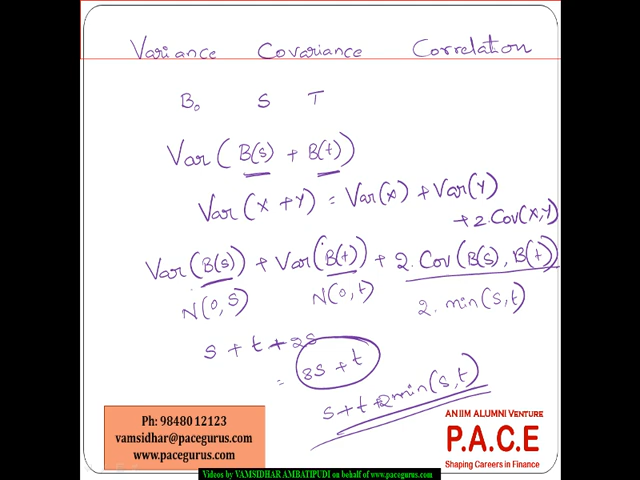 Variance Covariance Correlation
B₀ S T
Var(B(s) + B(t))
Var(X + Y) = Var(X) + Var(Y)
+ 2.Cov(X,Y)
Var(B(s)) + Var(B(t)) + 2.Cov(B(s), B(t))
N(0, S) N(0, t) 2. min(s, t)
s + t + 2s
= 3s + t
s + t + 2min(s, t)
Ph: 9848012123
vamsidhar@pacegurus.com
www.pacegurus.com
AN IIM ALUMNI VENTURE
P.A.C.E
Shaping Careers in Finance
Videos by VAMSIDHAR AMBATIPUDI on behalf of www.pacegurus.com